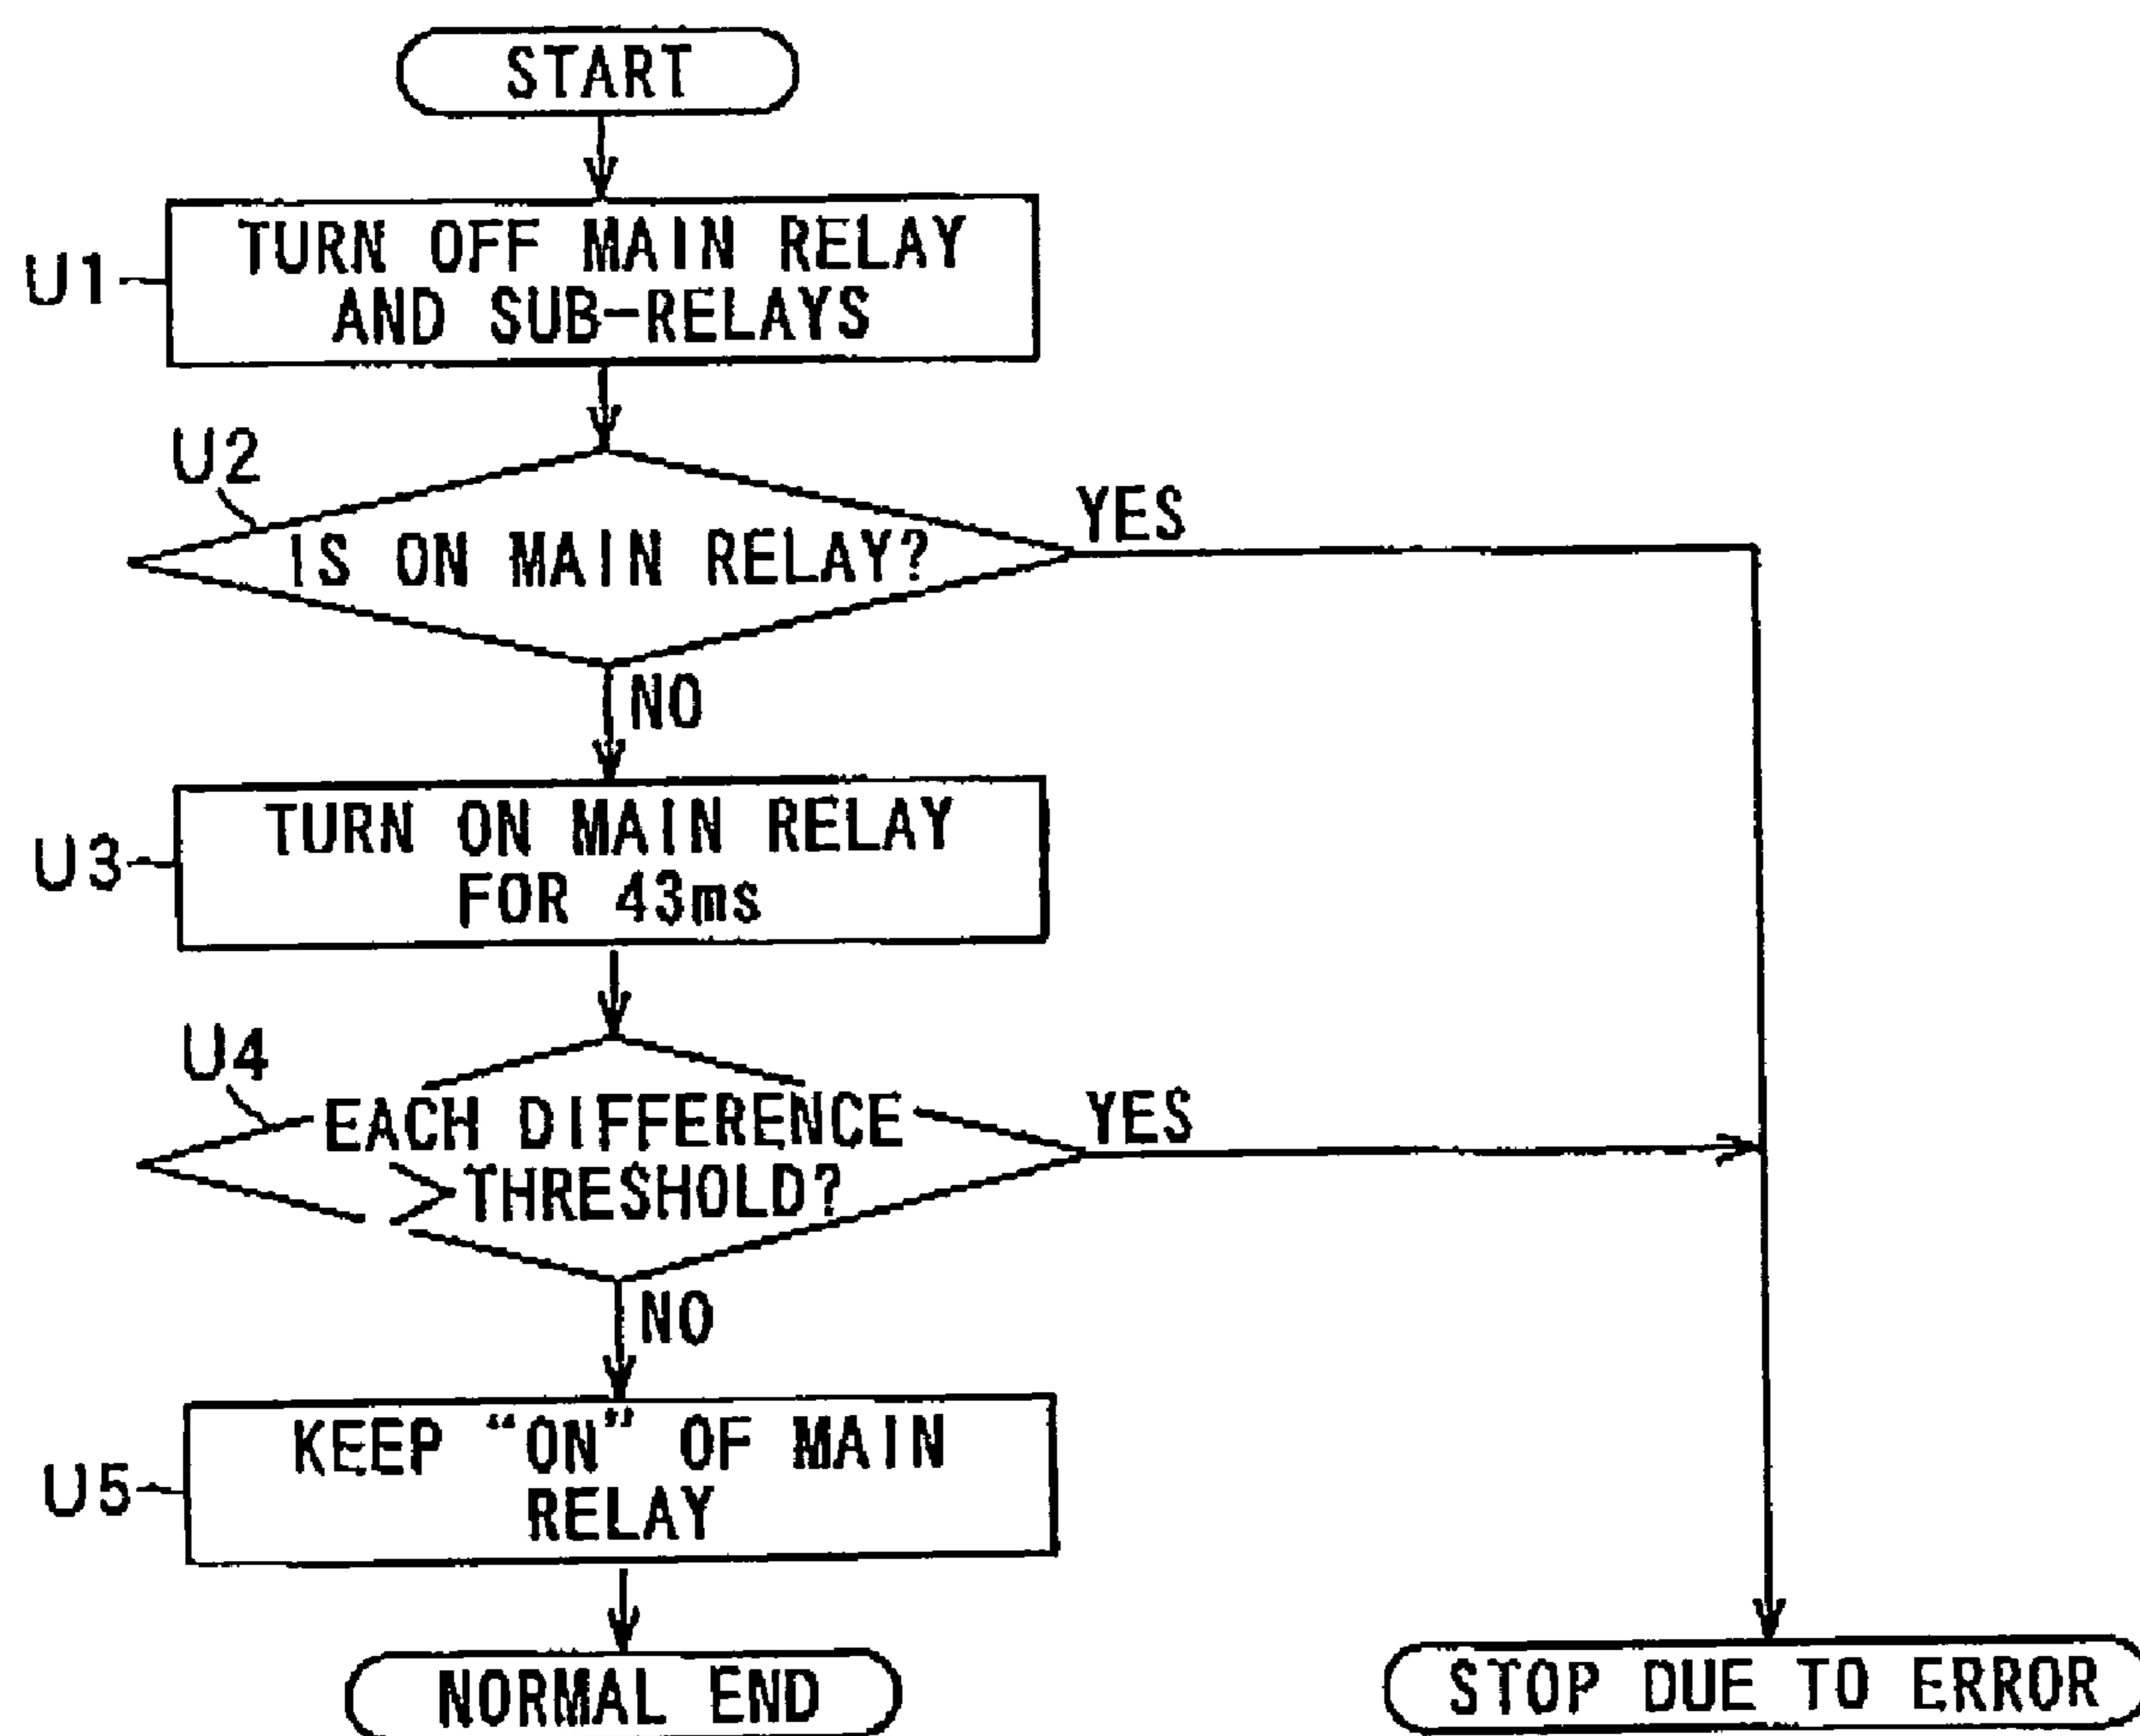 START
U1
TURN OFF MAIN RELAY
AND SUB-RELAYS
U2
IS ON MAIN RELAY?
YES
NO
U3
TURN ON MAIN RELAY
FOR 43ms
U4
EACH DIFFERENCE
> THRESHOLD?
YES
NO
U5
KEEP “ON” OF MAIN
RELAY
NORMAL END
STOP DUE TO ERROR